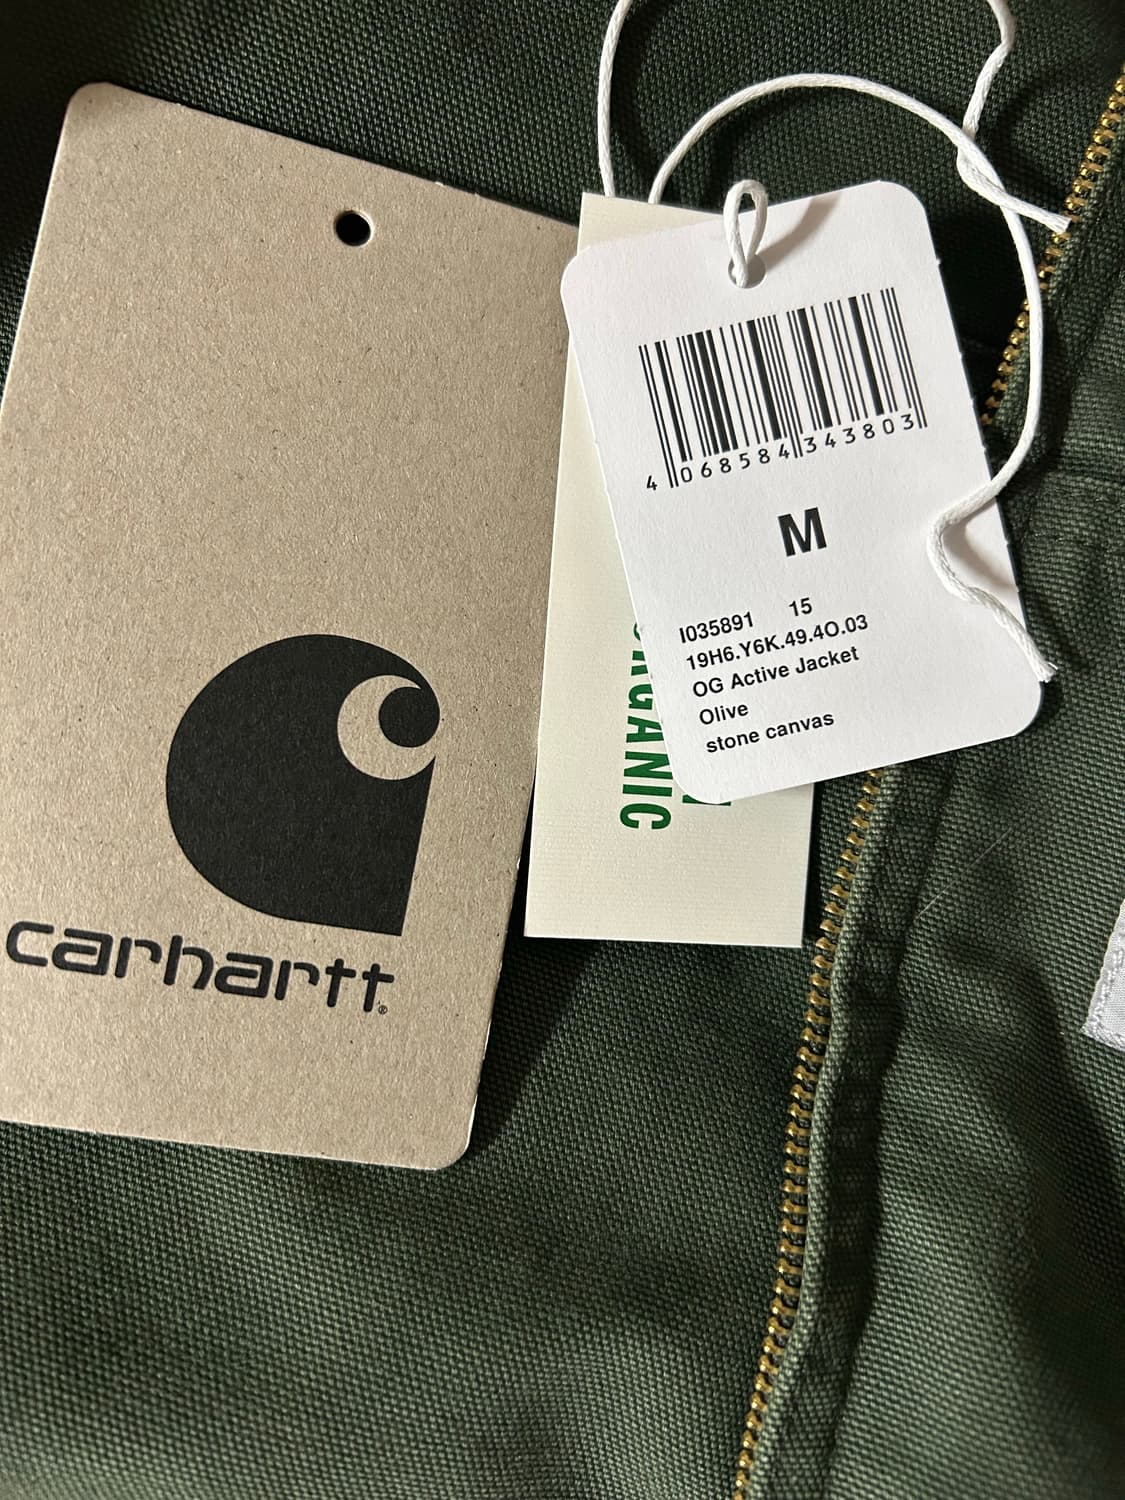 carhartt®
ORGANIC
4 068584 343803
M
I035891 15
19H6.Y6K.49.4O.03
OG Active Jacket
Olive
stone canvas